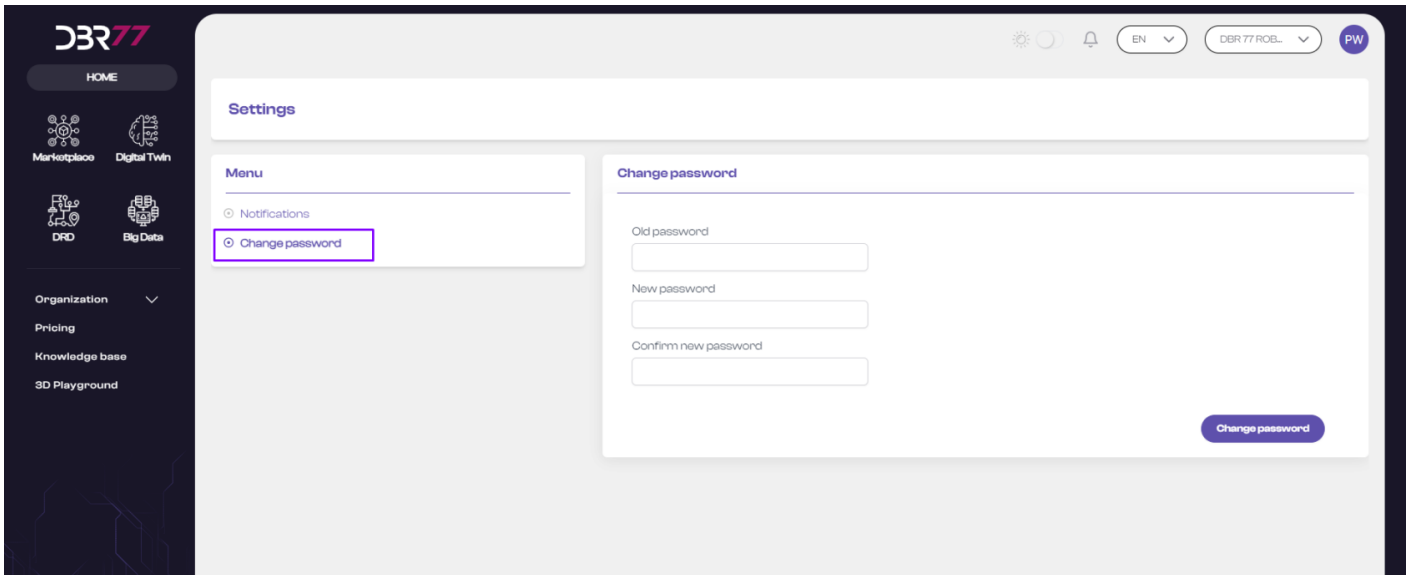 DBR77
HOME
Marketplace
Digital Twin
DRD
Big Data
Organization
Pricing
Knowledge base
3D Playground
EN
DBR 77 ROB...
PW
Settings
Menu
Notifications
Change password
Change password
Old password
New password
Confirm new password
Change password